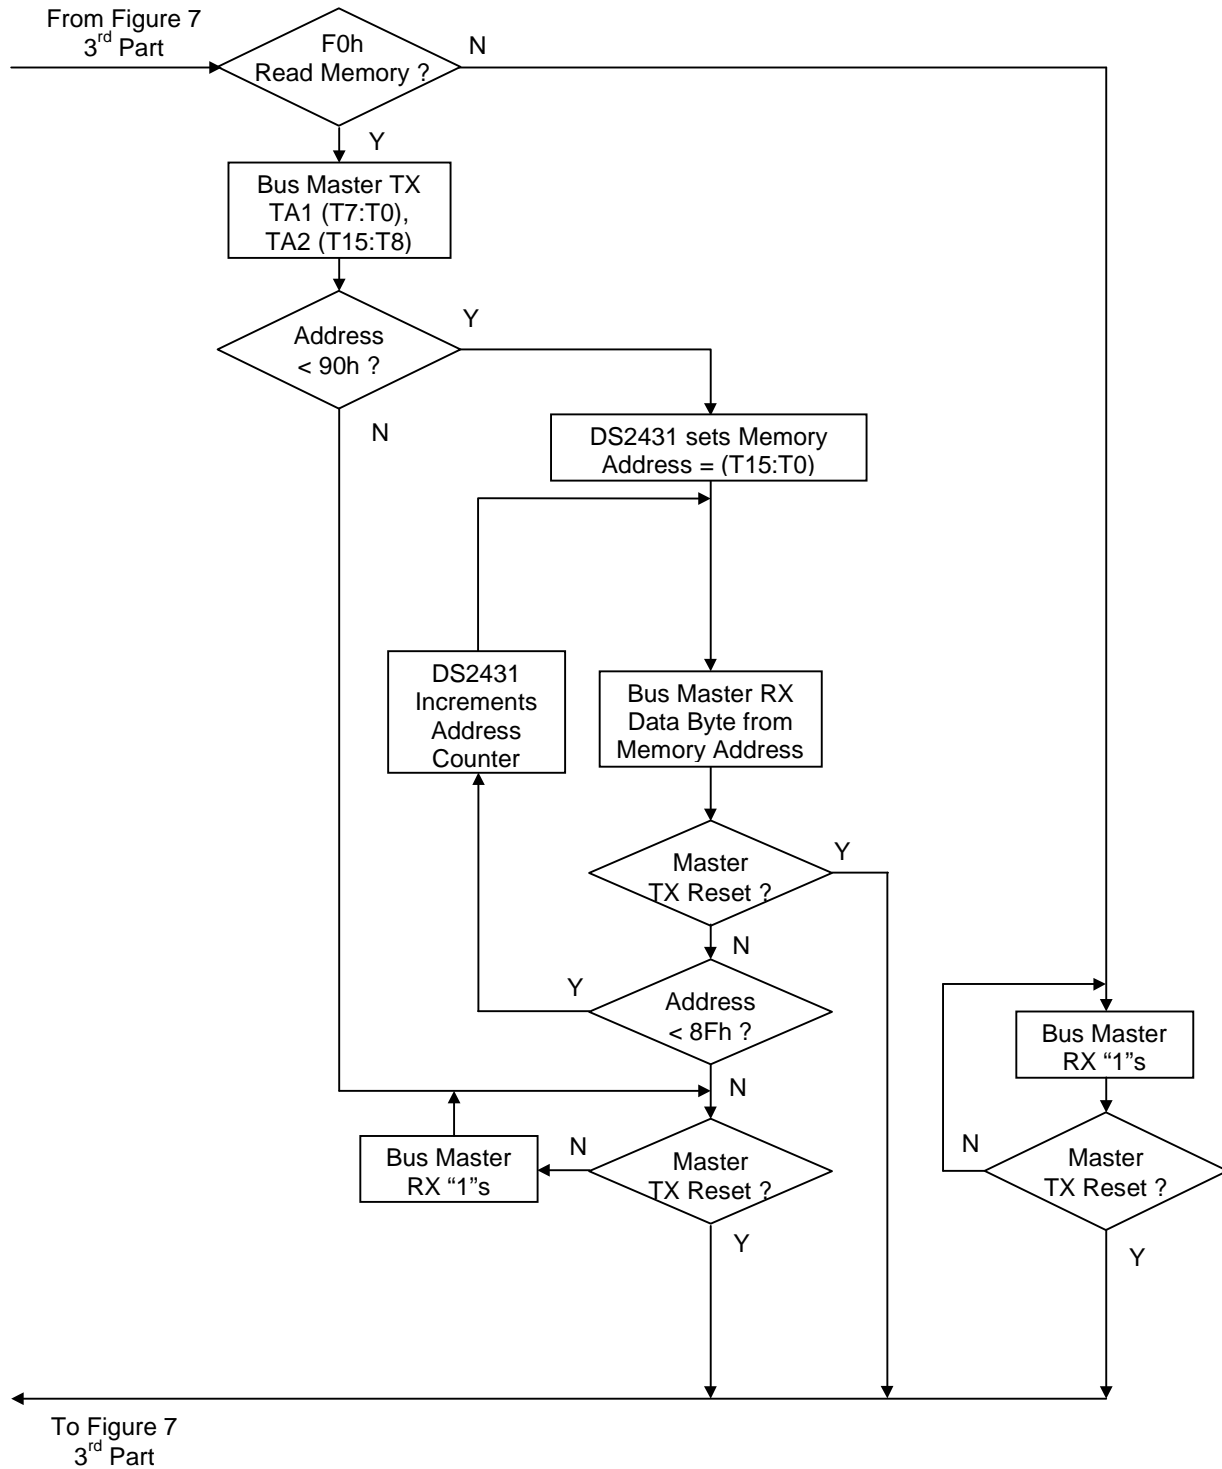 From Figure 7
3rd Part
F0h
Read Memory ?
N
Y
Bus Master TX
TA1 (T7:T0),
TA2 (T15:T8)
Address
< 90h ?
Y
N
DS2431 sets Memory
Address = (T15:T0)
DS2431
Increments
Address
Counter
Bus Master RX
Data Byte from
Memory Address
Master
TX Reset ?
Y
N
Address
< 8Fh ?
Y
N
Bus Master
RX “1”s
N
Master
TX Reset ?
Y
Bus Master
RX “1”s
N
Master
TX Reset ?
Y
To Figure 7
3rd Part